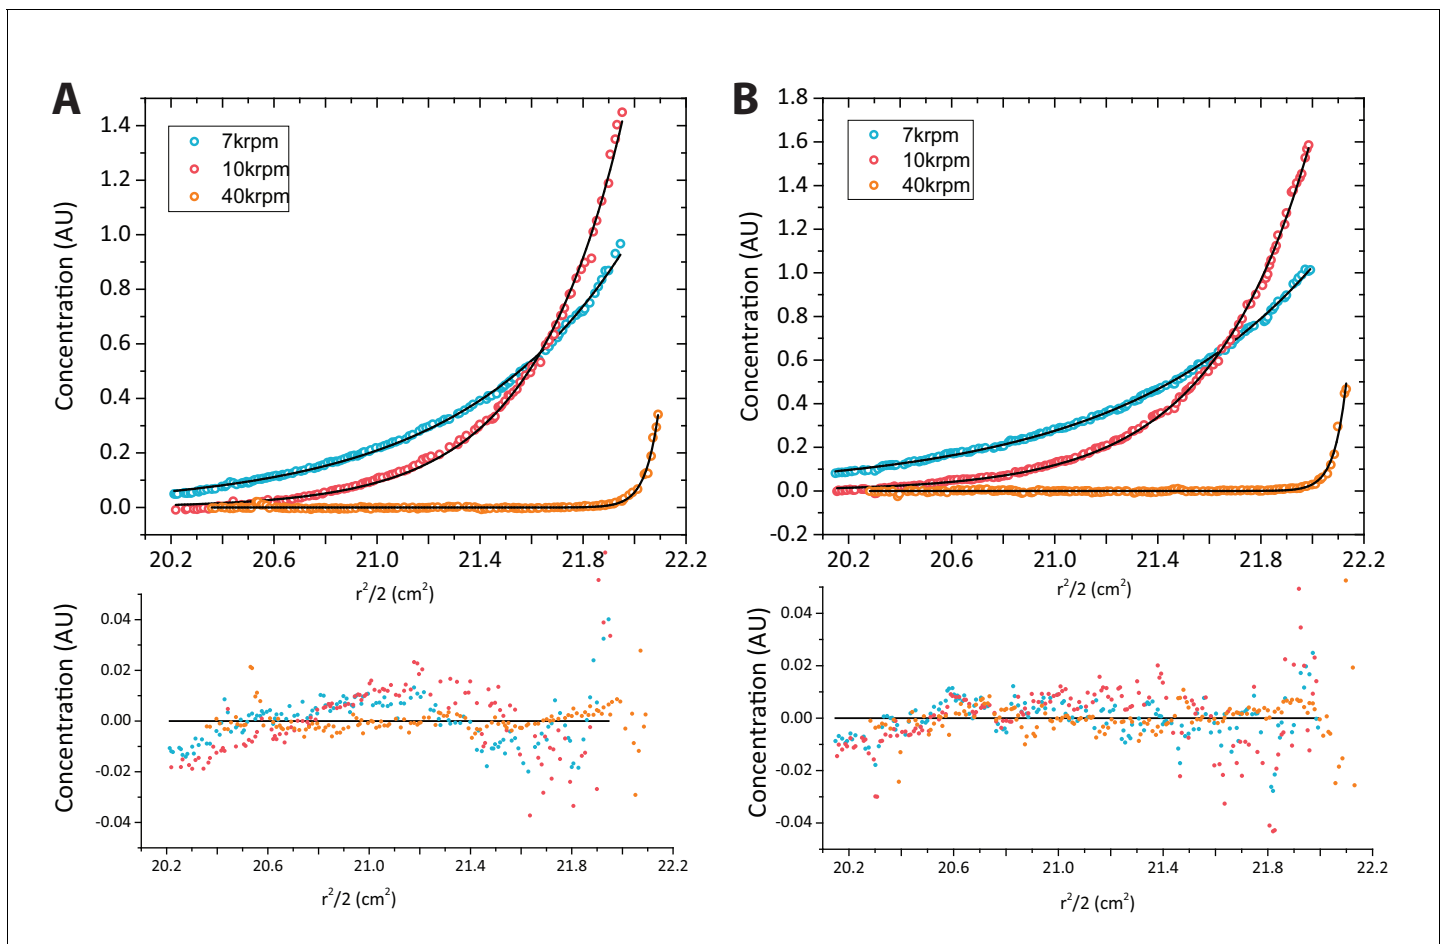 A
B
1.4
1.2
1.0
0.8
0.6
0.4
0.2
0.0
Concentration (AU)
7krpm
10krpm
40krpm
20.2 20.6 21.0 21.4 21.8 22.2
r²/2 (cm²)
1.8
1.6
1.4
1.2
1.0
0.8
0.6
0.4
0.2
0.0
-0.2
Concentration (AU)
7krpm
10krpm
40krpm
20.2 20.6 21.0 21.4 21.8 22.2
r²/2 (cm²)
0.04
0.02
0.00
-0.02
-0.04
Concentration (AU)
20.2 20.6 21.0 21.4 21.8 22.2
r²/2 (cm²)
0.04
0.02
0.00
-0.02
-0.04
Concentration (AU)
20.2 20.6 21.0 21.4 21.8 22.2
r²/2 (cm²)